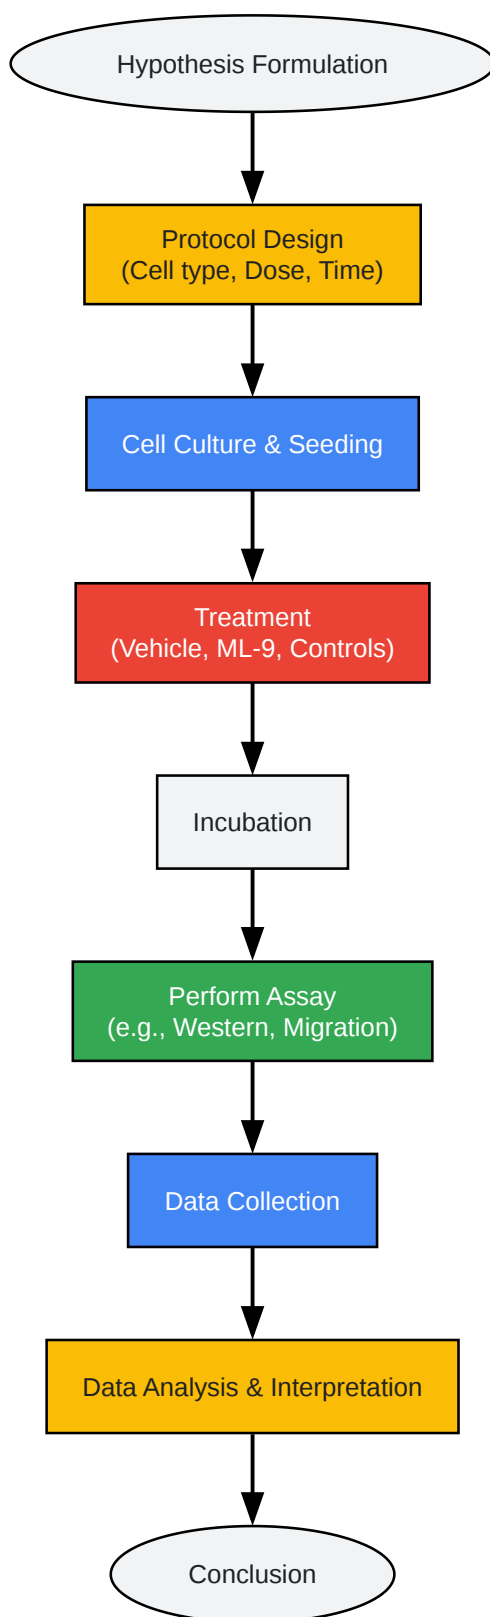 Hypothesis Formulation
Protocol Design
(Cell type, Dose, Time)
Cell Culture & Seeding
Treatment
(Vehicle, ML-9, Controls)
Incubation
Perform Assay
(e.g., Western, Migration)
Data Collection
Data Analysis & Interpretation
Conclusion